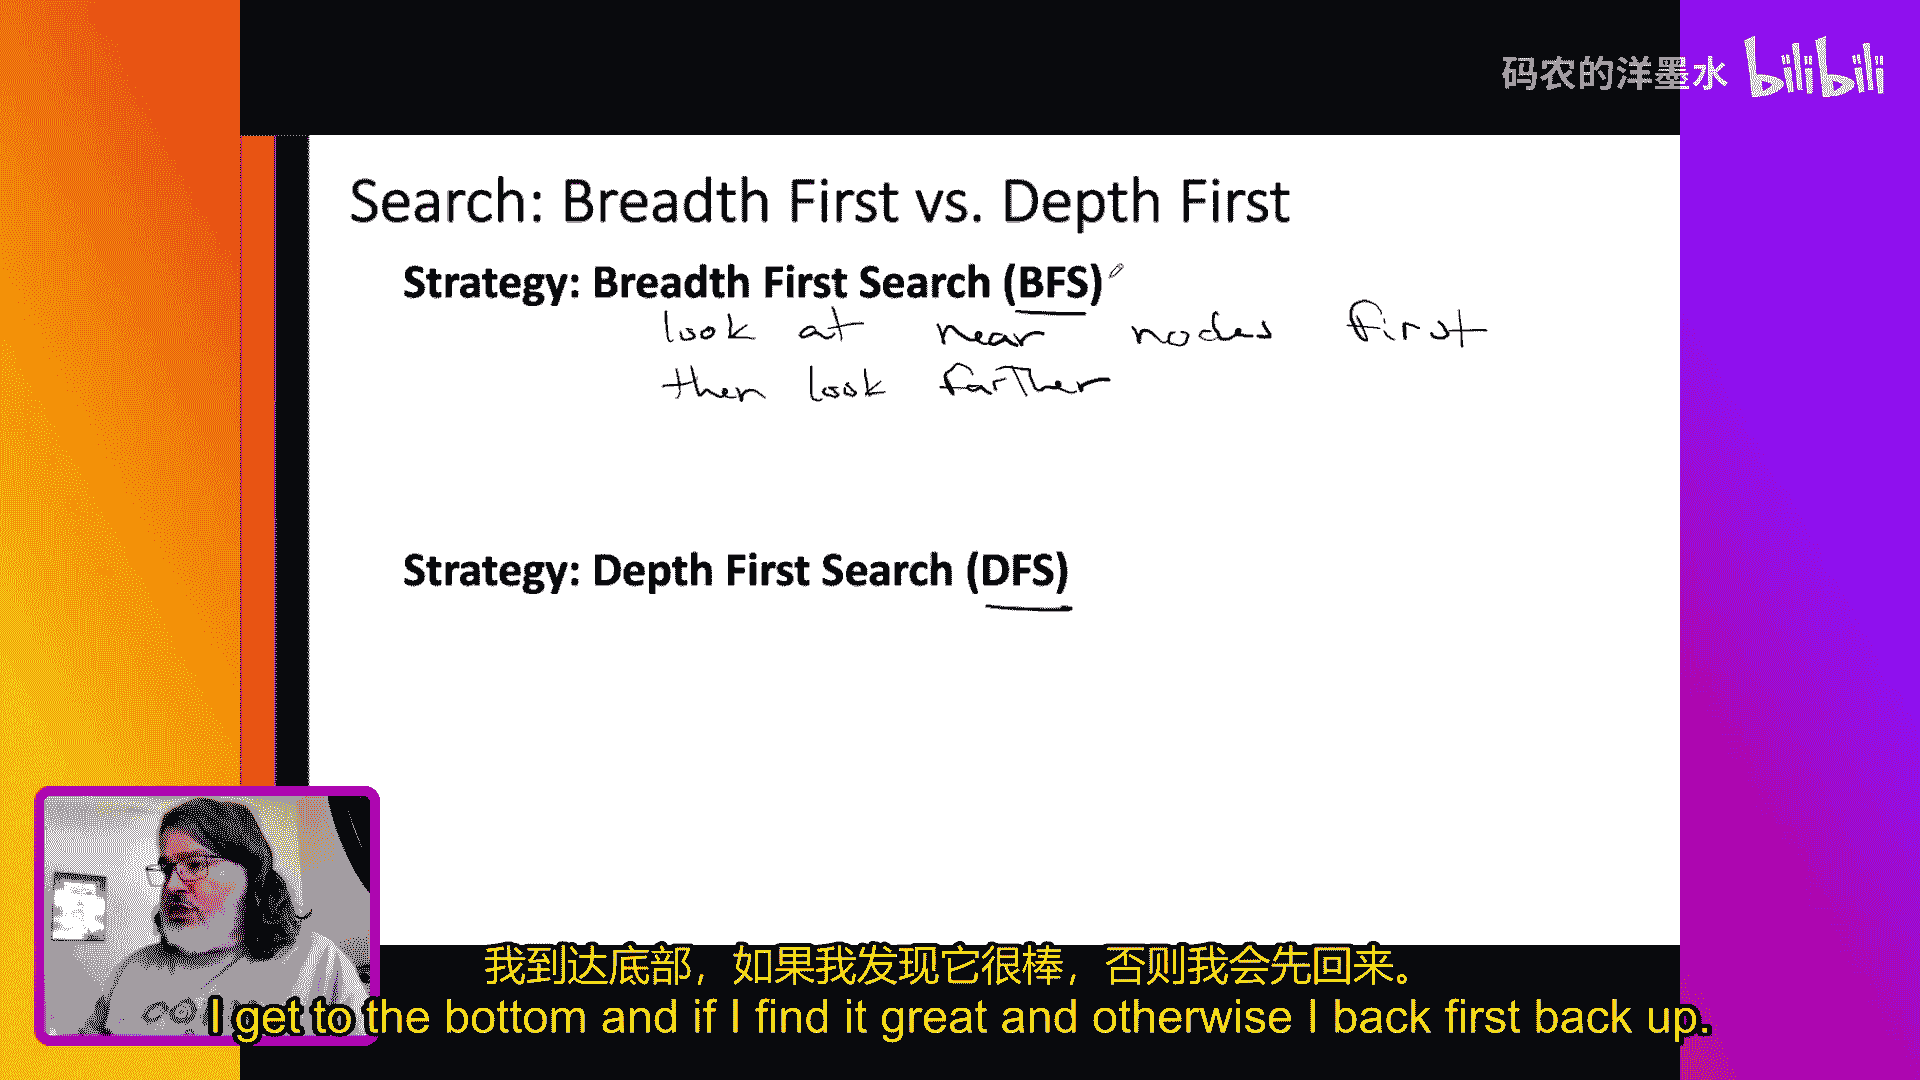 码农的洋墨水 bilibili
Search: Breadth First vs. Depth First
Strategy: Breadth First Search (BFS)
look at near nodes first
then look farther
Strategy: Depth First Search (DFS)
我到达底部，如果我发现它很棒，否则我会先回来。
I get to the bottom and if I find it great and otherwise I back first back up.